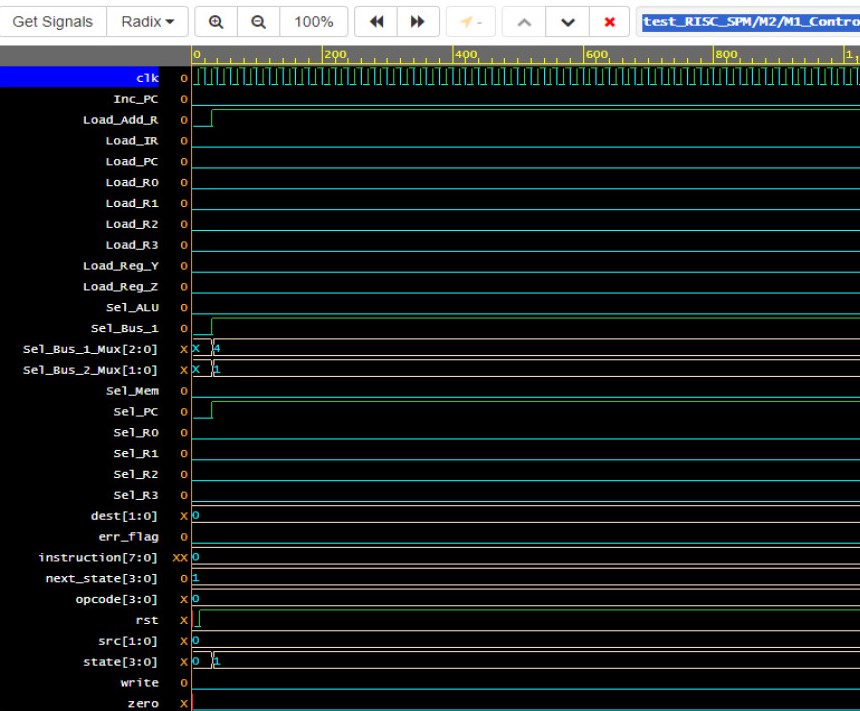 Get Signals Radix 100% test_RISC_SPM/M2/M1_Contro
0 200 400 600 800 1,
clk 0
Inc_PC 0
Load_Add_R 0
Load_IR 0
Load_PC 0
Load_R0 0
Load_R1 0
Load_R2 0
Load_R3 0
Load_Reg_Y 0
Load_Reg_Z 0
Sel_ALU 0
Sel_Bus_1 0
Sel_Bus_1_Mux[2:0] X X 4
Sel_Bus_2_Mux[1:0] X X 1
Sel_Mem 0
Sel_PC 0
Sel_R0 0
Sel_R1 0
Sel_R2 0
Sel_R3 0
dest[1:0] X 0
err_flag 0
instruction[7:0] XX 0
next_state[3:0] 0 1
opcode[3:0] X 0
rst X
src[1:0] X 0
state[3:0] X 0 1
write 0
zero X